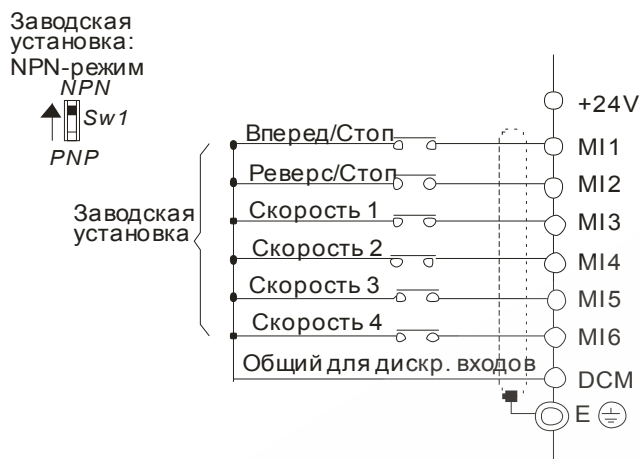 Заводская
установка:
NPN-режим
NPN
Sw1
PNP
+24V
Вперед/Стоп
MI1
Реверс/Стоп
MI2
Заводская
установка
Скорость 1
MI3
Скорость 2
MI4
Скорость 3
MI5
Скорость 4
MI6
Общий для дискр. входов
DCM
E